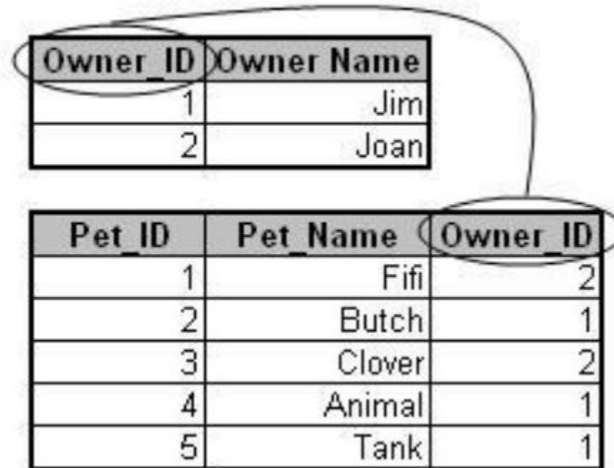 Owner_ID Owner Name
1 Jim
2 Joan
Pet_ID Pet_Name Owner_ID
1 Fifi 2
2 Butch 1
3 Clover 2
4 Animal 1
5 Tank 1